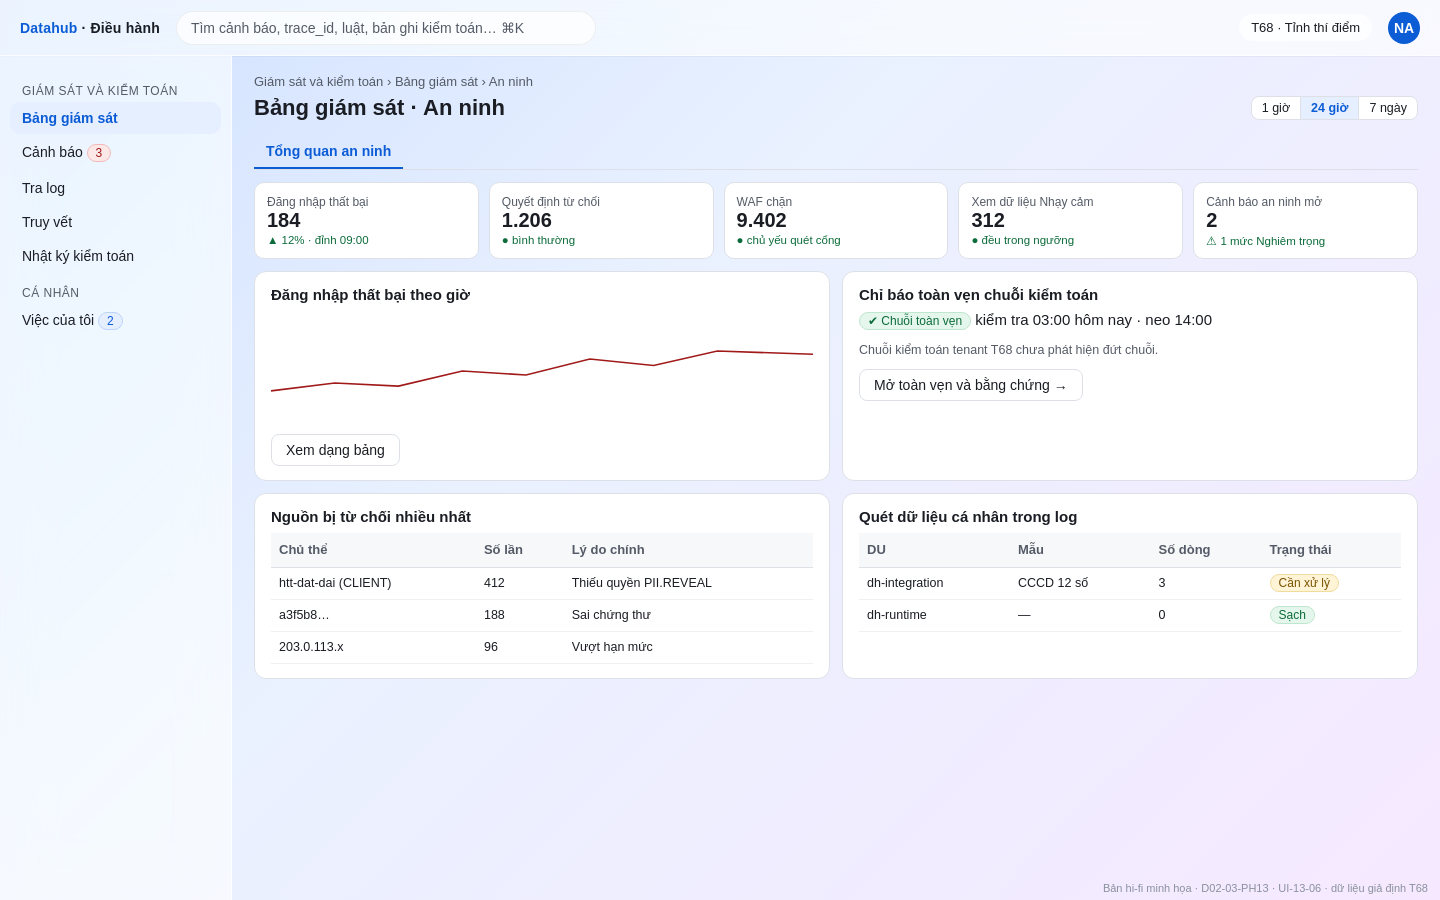 Datahub · Điều hành
Tìm cảnh báo, trace_id, luật, bản ghi kiểm toán… ⌘K
T68 · Tỉnh thí điểm
NA
GIÁM SÁT VÀ KIỂM TOÁN
Bảng giám sát
Cảnh báo 3
Tra log
Truy vết
Nhật ký kiểm toán
CÁ NHÂN
Việc của tôi 2
Giám sát và kiểm toán › Bảng giám sát › An ninh
Bảng giám sát · An ninh
1 giờ 24 giờ 7 ngày
Tổng quan an ninh
Đăng nhập thất bại
184
▲ 12% · đỉnh 09:00
Quyết định từ chối
1.206
● bình thường
WAF chặn
9.402
● chủ yếu quét cổng
Xem dữ liệu Nhạy cảm
312
● đều trong ngưỡng
Cảnh báo an ninh mở
2
⚠ 1 mức Nghiêm trọng
Đăng nhập thất bại theo giờ
Xem dạng bảng
Chỉ báo toàn vẹn chuỗi kiểm toán
✔ Chuỗi toàn vẹn kiểm tra 03:00 hôm nay · neo 14:00
Chuỗi kiểm toán tenant T68 chưa phát hiện đứt chuỗi.
Mở toàn vẹn và bằng chứng →
Nguồn bị từ chối nhiều nhất
Chủ thể Số lần Lý do chính
htt-dat-dai (CLIENT) 412 Thiếu quyền PII.REVEAL
a3f5b8… 188 Sai chứng thư
203.0.113.x 96 Vượt hạn mức
Quét dữ liệu cá nhân trong log
DU Mẫu Số dòng Trạng thái
dh-integration CCCD 12 số 3 Cần xử lý
dh-runtime — 0 Sạch
Bản hi-fi minh họa · D02-03-PH13 · UI-13-06 · dữ liệu giả định T68